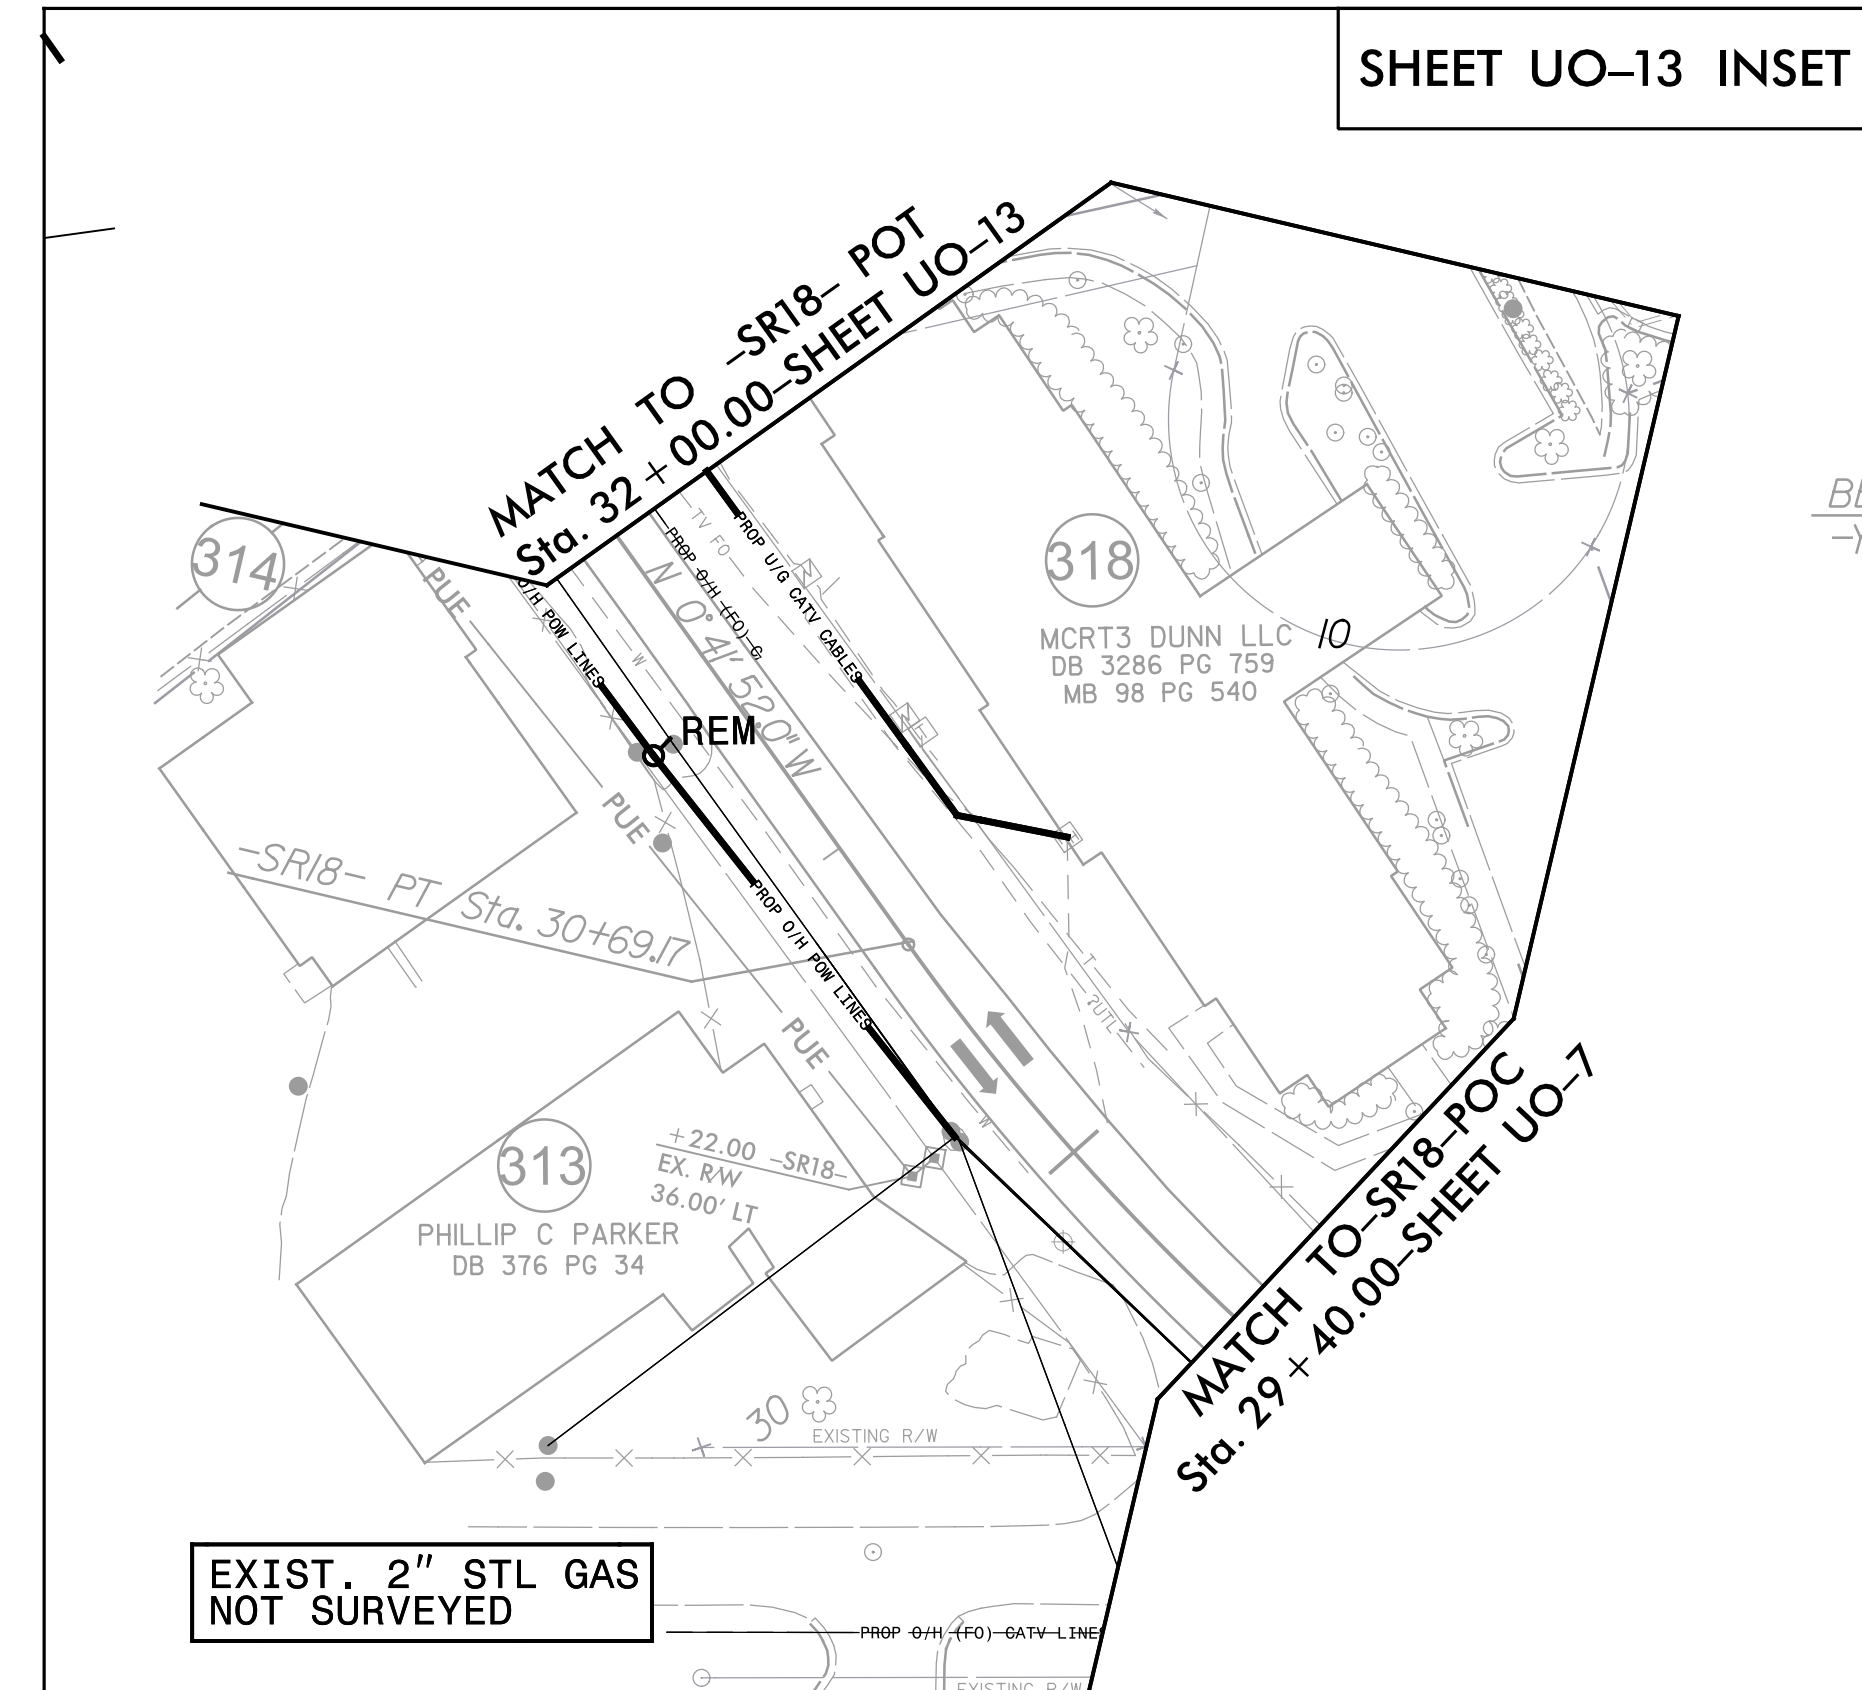 SHEET UO–13 INSET
MATCH TO –SR18– POT
Sta. 32+00.00–SHEET UO–13
314
PUE
O/H POW LINES
TV FO
PROP O/H (FO) C
PROP U/G CATV CABLES
N 0° 41' 52.0" W
W
318
MCRT3 DUNN LLC
DB 3286 PG 759
MB 98 PG 540
10
REM
PUE
–SR18– PT Sta. 30+69.17
PROP O/H POW LINES
?UTL
PUE
W
313
PHILLIP C PARKER
DB 376 PG 34
+22.00 –SR18–
EX. R/W
36.00' LT
MATCH TO–SR18–POC
Sta. 29+40.00–SHEET UO–7
30
EXISTING R/W
EXIST. 2" STL GAS
NOT SURVEYED
PROP O/H (FO) CATV LINES
EXISTING R/W